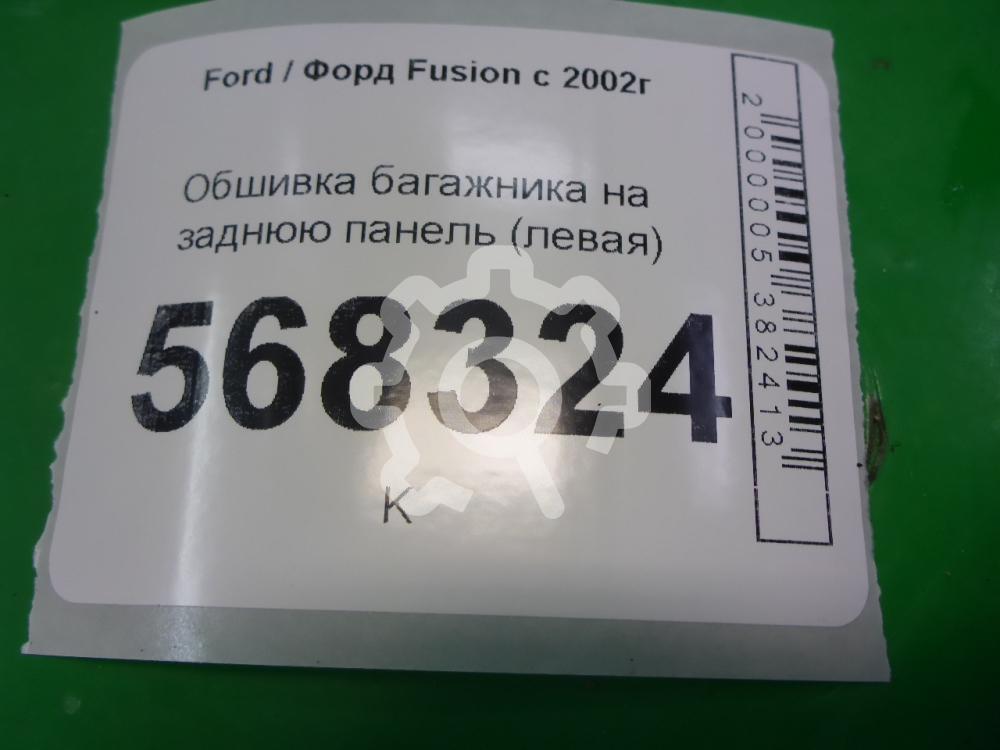 Ford / Форд Fusion с 2002г
Обшивка багажника на
заднюю панель (левая)
568324
К
2000005382413